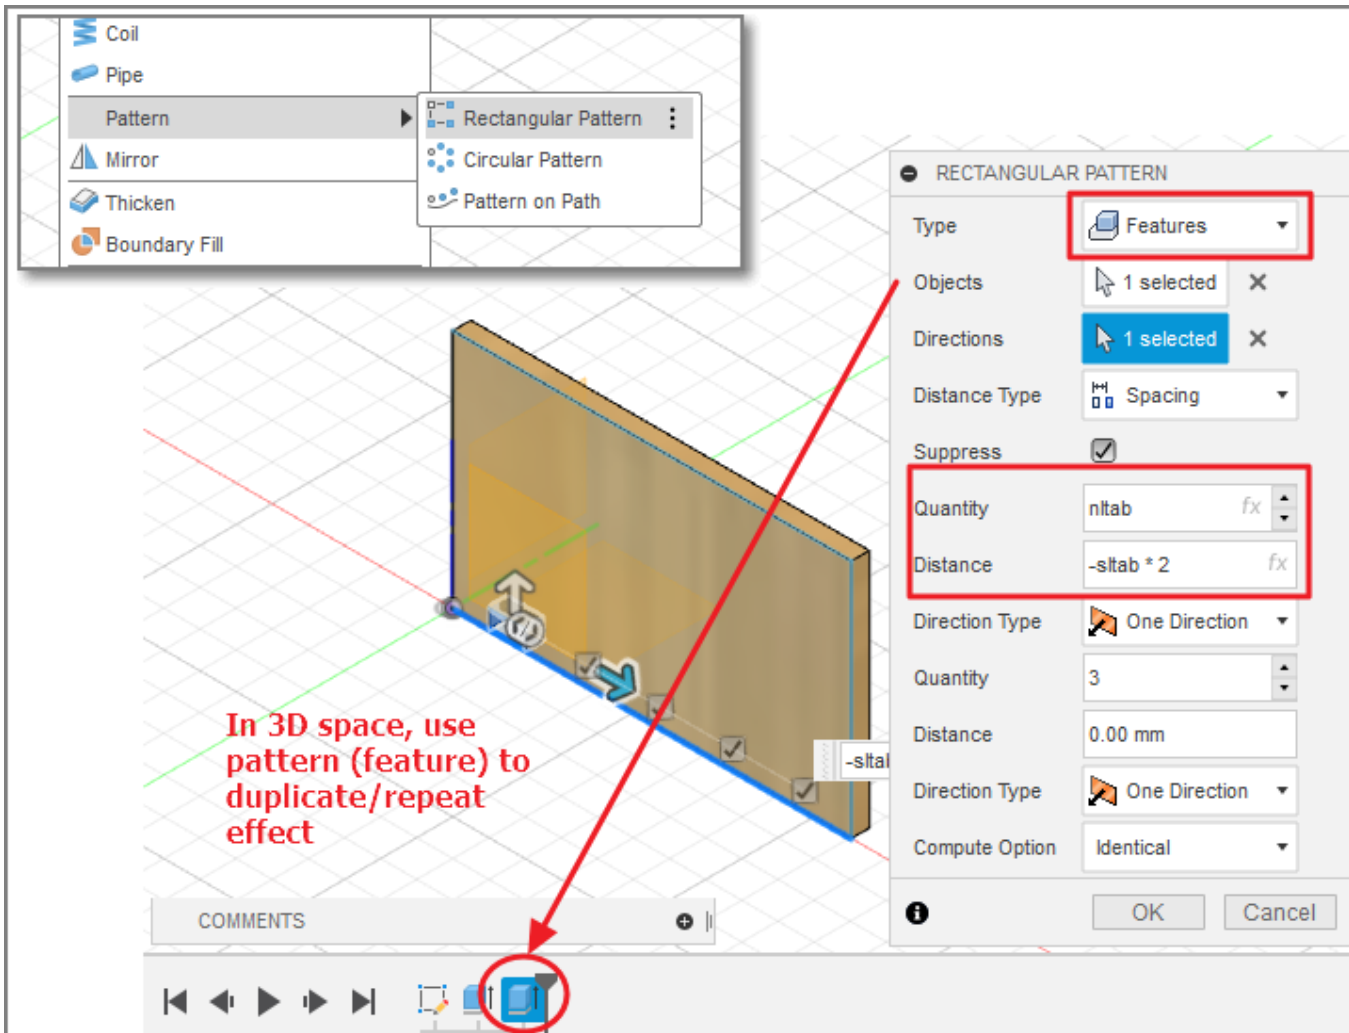 Coil
Pipe
Pattern
Mirror
Thicken
Boundary Fill
Rectangular Pattern
Circular Pattern
Pattern on Path
RECTANGULAR PATTERN
Type Features
Objects 1 selected
Directions 1 selected
Distance Type Spacing
Suppress
Quantity nltab fx
Distance -sltab * 2 fx
Direction Type One Direction
Quantity 3
Distance 0.00 mm
Direction Type One Direction
Compute Option Identical
OK Cancel
-sltal
In 3D space, use
pattern (feature) to
duplicate/repeat
effect
COMMENTS